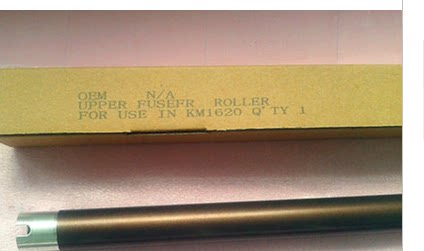 OEM N/A
UPPER FUSEFR ROLLER
FOR USE IN KM1620 Q'TY 1